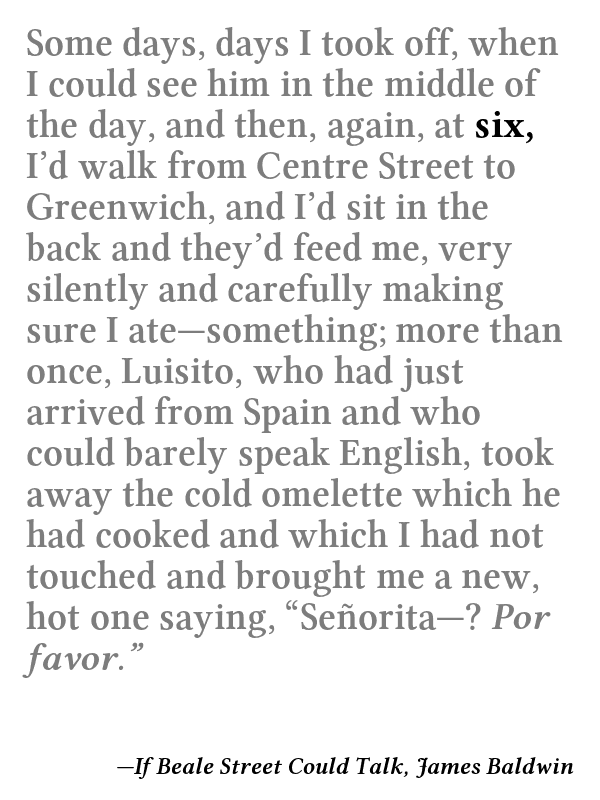 Some days, days I took off, when
I could see him in the middle of
the day, and then, again, at six,
I’d walk from Centre Street to
Greenwich, and I’d sit in the
back and they’d feed me, very
silently and carefully making
sure I ate—something; more than
once, Luisito, who had just
arrived from Spain and who
could barely speak English, took
away the cold omelette which he
had cooked and which I had not
touched and brought me a new,
hot one saying, “Señorita—? Por
favor.”
—If Beale Street Could Talk, James Baldwin